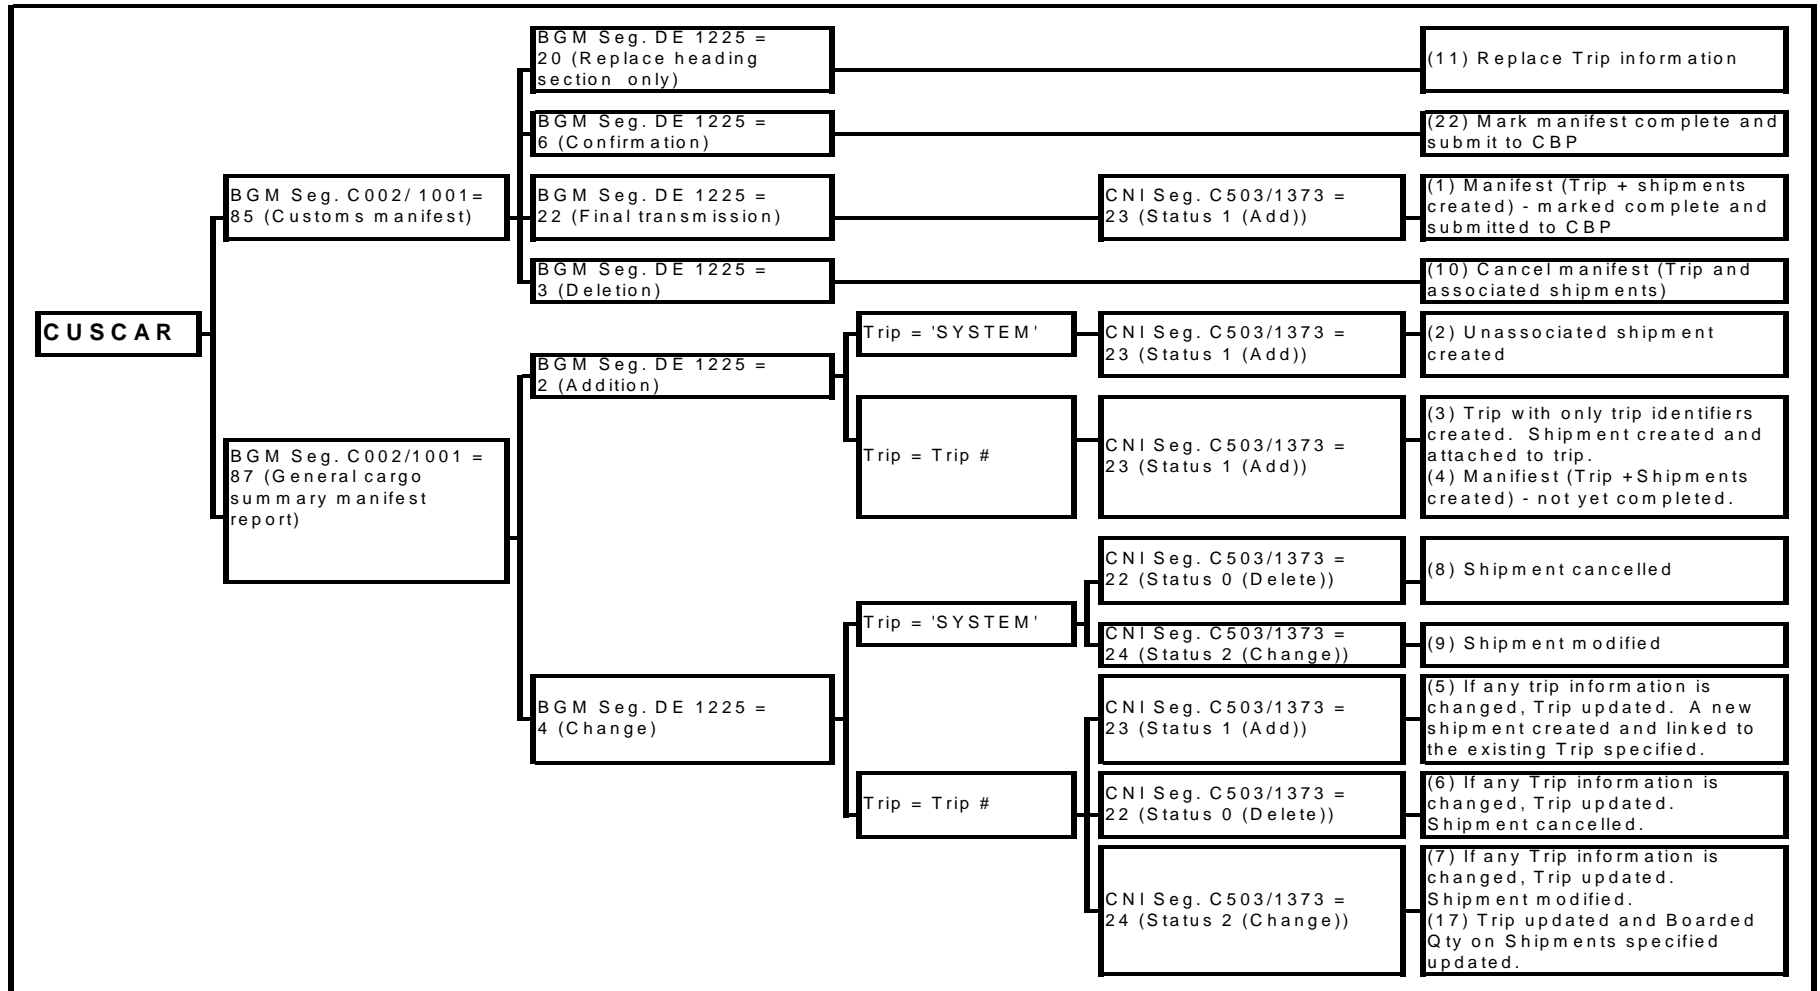 BGM Seg. DE 1225 =
20 (Replace heading
section only)
(11) Replace Trip information
BGM Seg. DE 1225 =
6 (Confirmation)
(22) Mark manifest complete and
submit to CBP
BGM Seg. C002/ 1001=
85 (Customs manifest)
BGM Seg. DE 1225 =
22 (Final transmission)
CNI Seg. C503/1373 =
23 (Status 1 (Add))
(1) Manifest (Trip + shipments
created) - marked complete and
submitted to CBP
BGM Seg. DE 1225 =
3 (Deletion)
(10) Cancel manifest (Trip and
associated shipments)
CUSCAR
BGM Seg. DE 1225 =
2 (Addition)
Trip = 'SYSTEM'
CNI Seg. C503/1373 =
23 (Status 1 (Add))
(2) Unassociated shipment
created
Trip = Trip #
CNI Seg. C503/1373 =
23 (Status 1 (Add))
(3) Trip with only trip identifiers
created. Shipment created and
attached to trip.
(4) Manifiest (Trip +Shipments
created) - not yet completed.
BGM Seg. C002/1001 =
87 (General cargo
summary manifest
report)
BGM Seg. DE 1225 =
4 (Change)
Trip = 'SYSTEM'
CNI Seg. C503/1373 =
22 (Status 0 (Delete))
(8) Shipment cancelled
CNI Seg. C503/1373 =
24 (Status 2 (Change))
(9) Shipment modified
Trip = Trip #
CNI Seg. C503/1373 =
23 (Status 1 (Add))
(5) If any trip information is
changed, Trip updated. A new
shipment created and linked to
the existing Trip specified.
CNI Seg. C503/1373 =
22 (Status 0 (Delete))
(6) If any Trip information is
changed, Trip updated.
Shipment cancelled.
CNI Seg. C503/1373 =
24 (Status 2 (Change))
(7) If any Trip information is
changed, Trip updated.
Shipment modified.
(17) Trip updated and Boarded
Qty on Shipments specified
updated.